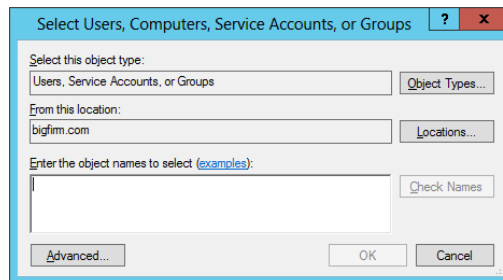 Select Users, Computers, Service Accounts, or Groups ? x
Select this object type:
Users, Service Accounts, or Groups
Object Types...
From this location:
bigfirm.com
Locations...
Enter the object names to select (examples):
Check Names
Advanced...
OK
Cancel